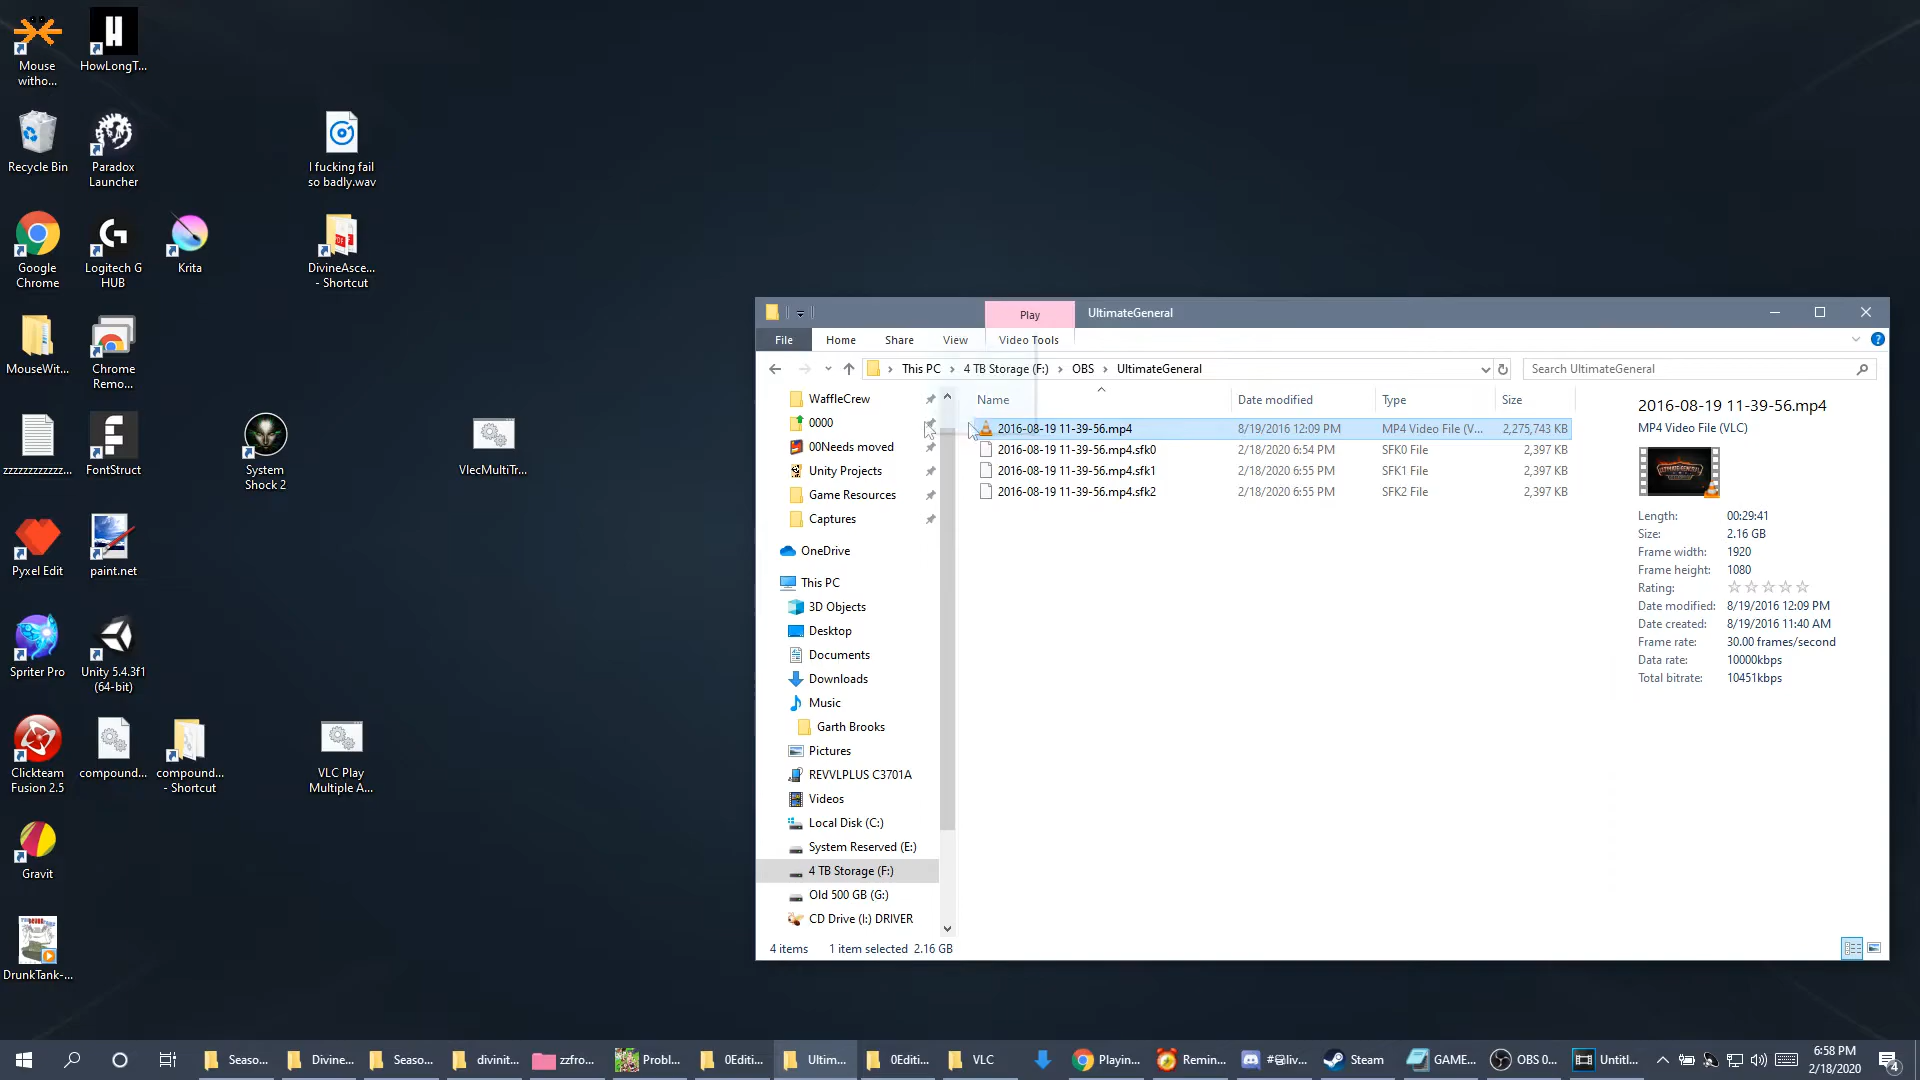 Mouse
witho...
HowLongT...
Recycle Bin
Paradox
Launcher
I fucking fail
so badly.wav
Google
Chrome
Logitech G
HUB
Krita
DivineAsce...
- Shortcut
MouseWit...
Chrome
Remo...
zzzzzzzzzzzz...
FontStruct
System
Shock 2
VlecMultiTr...
Pyxel Edit
paint.net
Spriter Pro
Unity 5.4.3f1
(64-bit)
Clickteam
Fusion 2.5
compound...
compound...
- Shortcut
VLC Play
Multiple A...
Gravit
DrunkTank-...
Play
UltimateGeneral
File
Home
Share
View
Video Tools
This PC
4 TB Storage (F:)
OBS
UltimateGeneral
Search UltimateGeneral
WaffleCrew
0000
00Needs moved
Unity Projects
Game Resources
Captures
OneDrive
This PC
3D Objects
Desktop
Documents
Downloads
Music
Garth Brooks
Pictures
REVVLPLUS C3701A
Videos
Local Disk (C:)
System Reserved (E:)
4 TB Storage (F:)
Old 500 GB (G:)
CD Drive (I:) DRIVER
Name Date modified Type Size
2016-08-19 11-39-56.mp4 8/19/2016 12:09 PM MP4 Video File (V... 2,275,743 KB
2016-08-19 11-39-56.mp4.sfk0 2/18/2020 6:54 PM SFK0 File 2,397 KB
2016-08-19 11-39-56.mp4.sfk1 2/18/2020 6:55 PM SFK1 File 2,397 KB
2016-08-19 11-39-56.mp4.sfk2 2/18/2020 6:55 PM SFK2 File 2,397 KB
2016-08-19 11-39-56.mp4
MP4 Video File (VLC)
Length: 00:29:41
Size: 2.16 GB
Frame width: 1920
Frame height: 1080
Rating:
Date modified: 8/19/2016 12:09 PM
Date created: 8/19/2016 11:40 AM
Frame rate: 30.00 frames/second
Data rate: 10000kbps
Total bitrate: 10451kbps
4 items 1 item selected 2.16 GB
Seaso...
Divine...
Seaso...
divinit...
zzfro...
Probl...
0Editi...
Ultim...
0Editi...
VLC
Playin...
Remin...
Steam
GAME...
OBS 0...
Untitl...
6:58 PM
2/18/2020
4